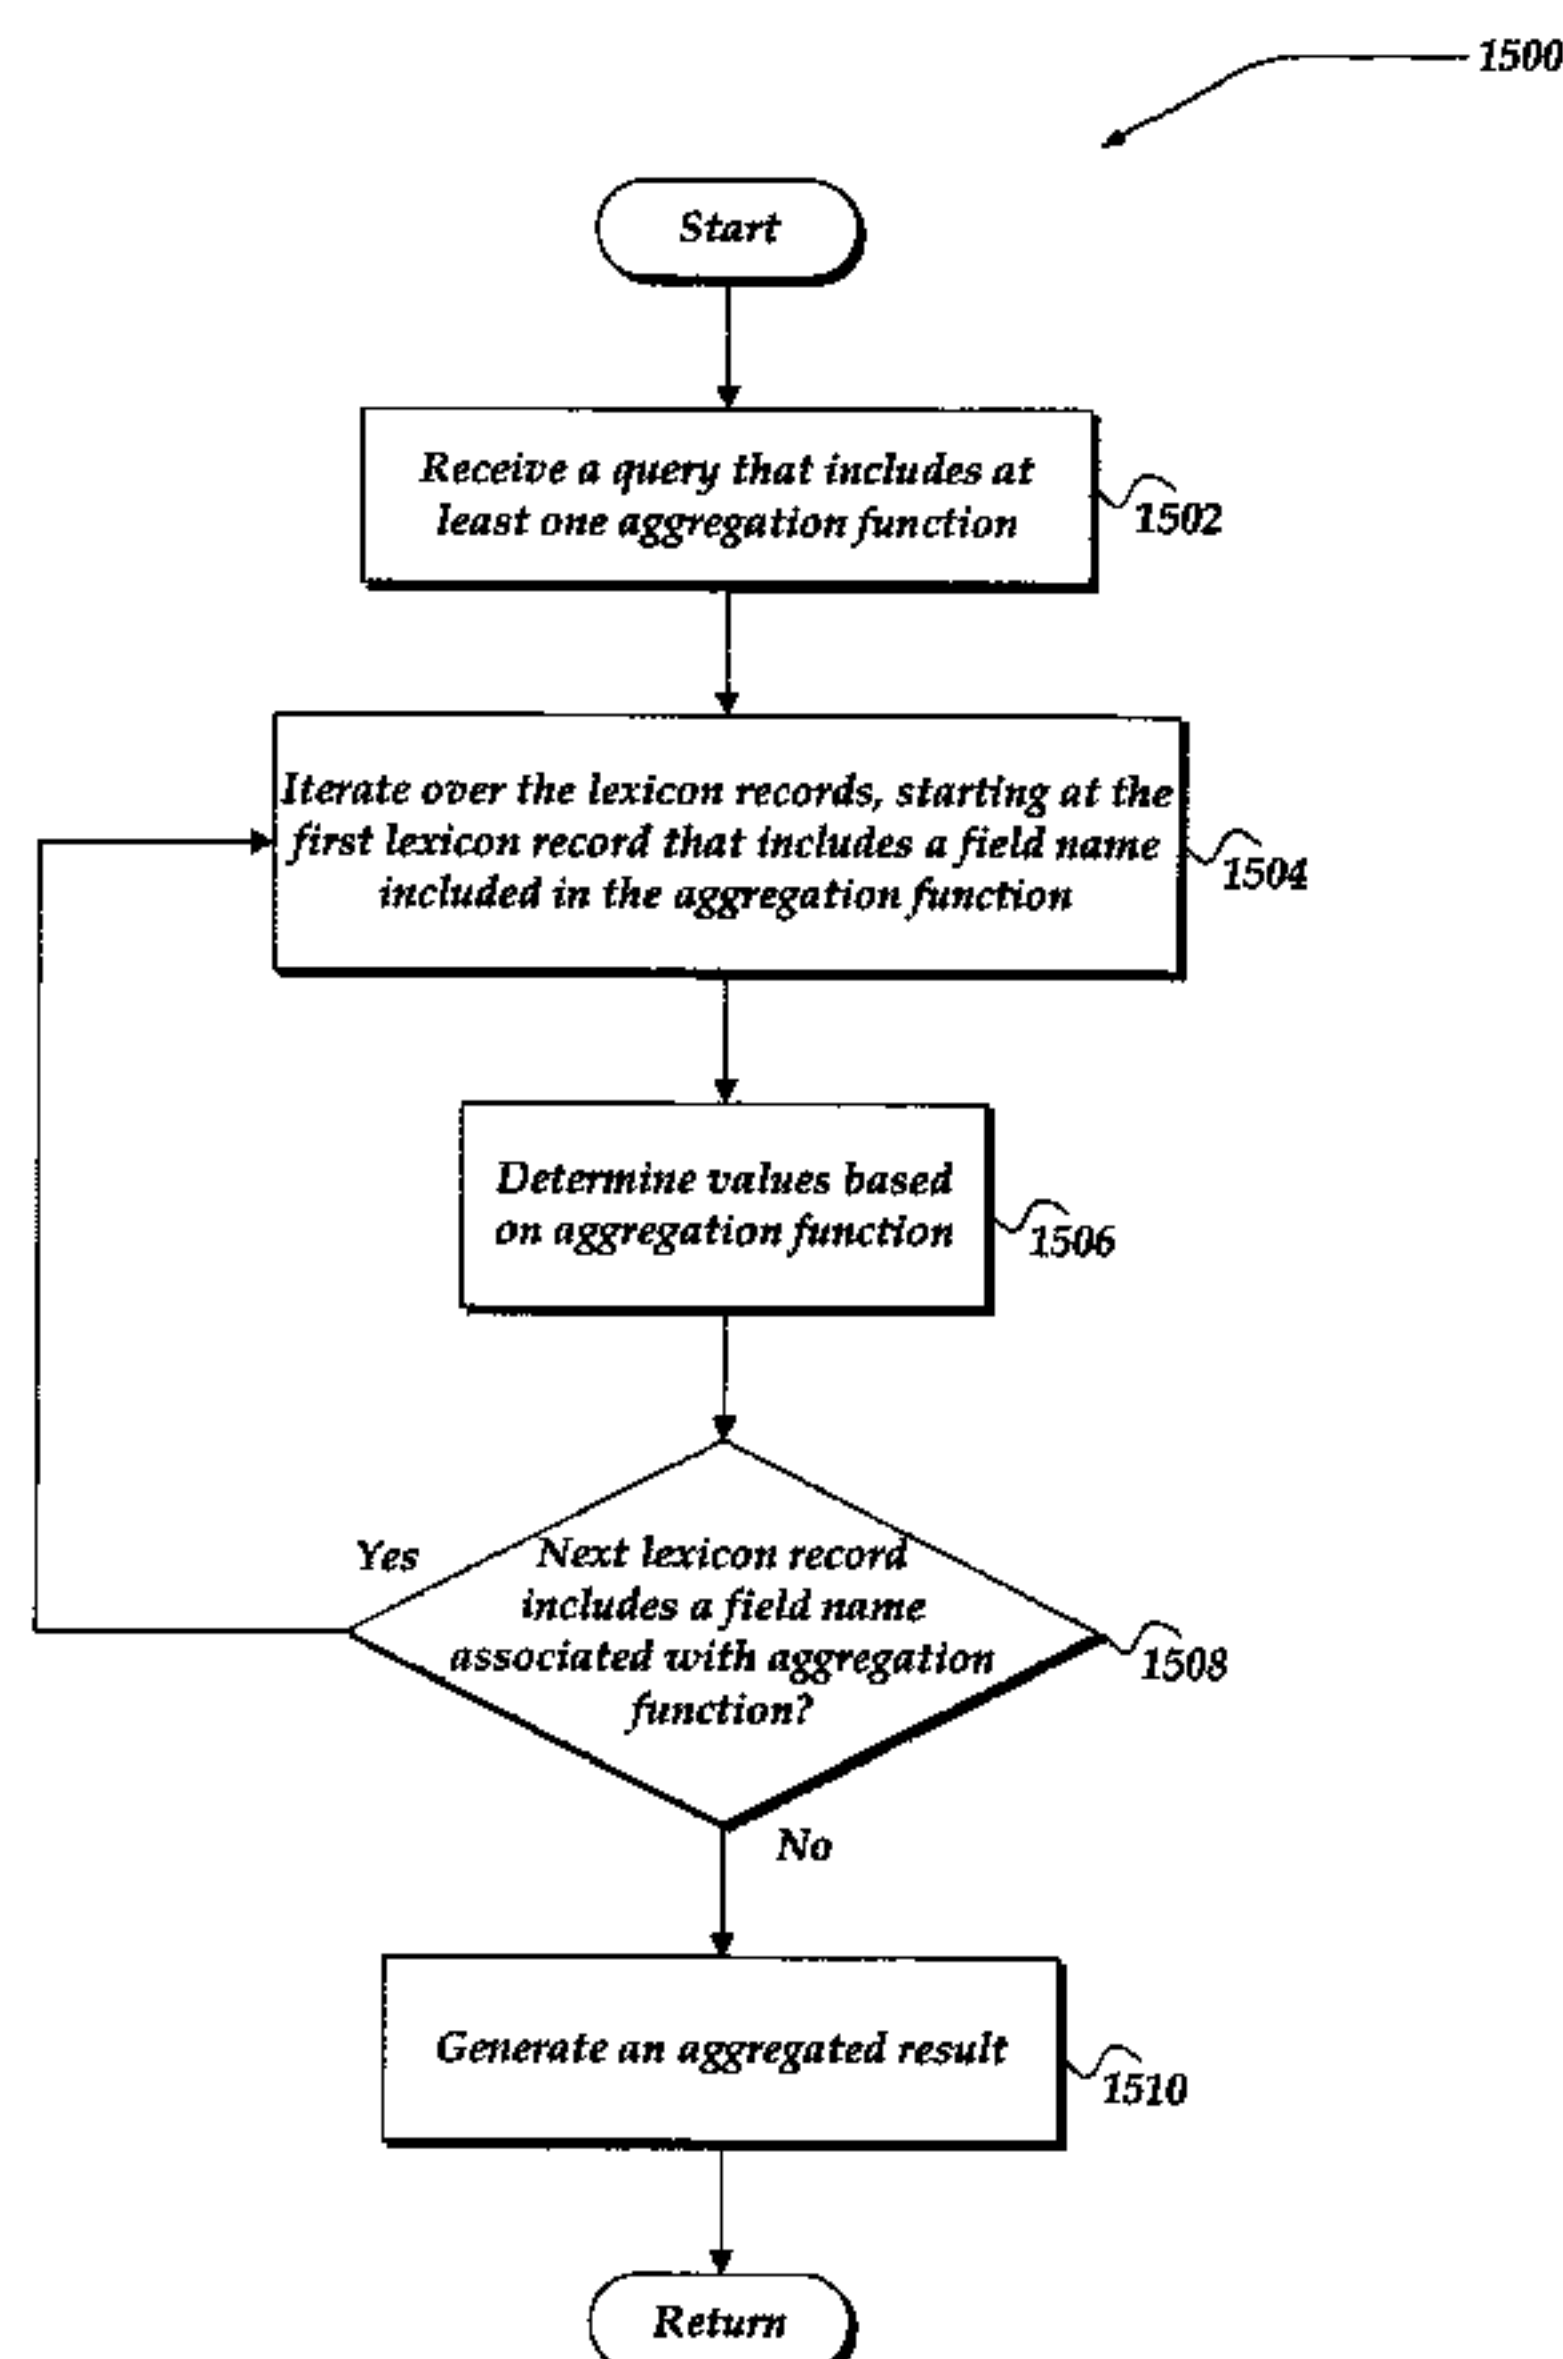 1500
Start
Receive a query that includes at
least one aggregation function
1502
Iterate over the lexicon records, starting at the
first lexicon record that includes a field name
included in the aggregation function
1504
Determine values based
on aggregation function
1506
Yes
Next lexicon record
includes a field name
associated with aggregation
function?
1508
No
Generate an aggregated result
1510
Return